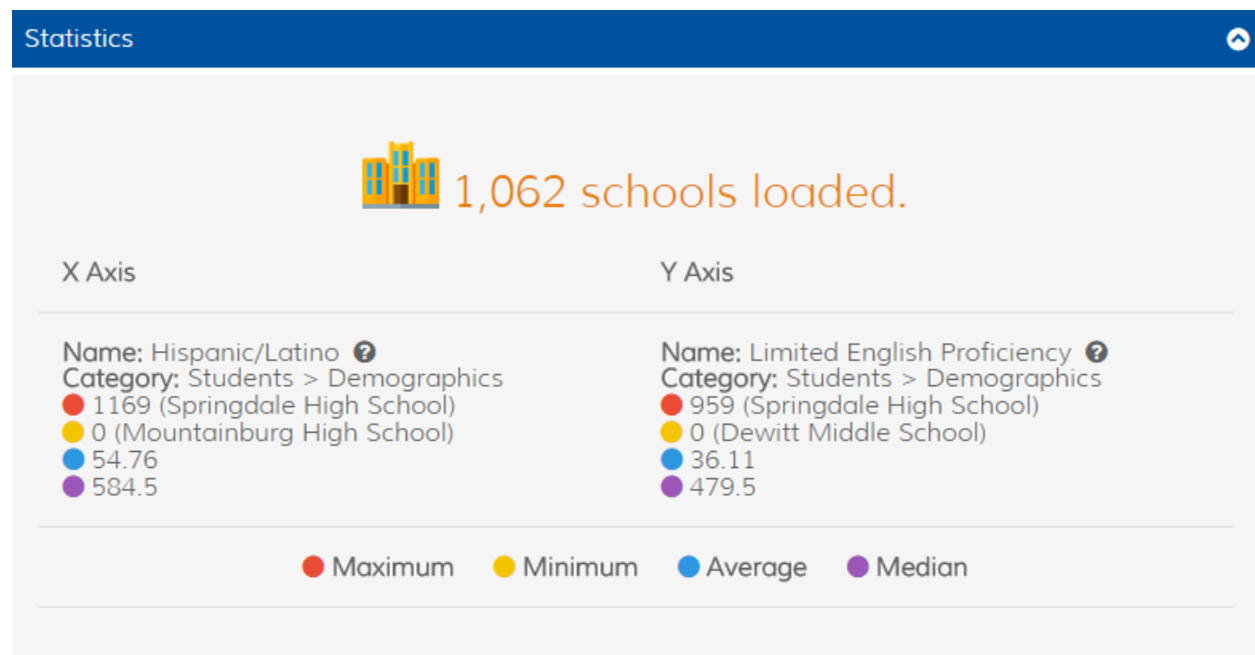 Statistics
1,062 schools loaded.
X Axis
Y Axis
Name: Hispanic/Latino
Category: Students > Demographics
1169 (Springdale High School)
0 (Mountainburg High School)
54.76
584.5
Name: Limited English Proficiency
Category: Students > Demographics
959 (Springdale High School)
0 (Dewitt Middle School)
36.11
479.5
Maximum Minimum Average Median